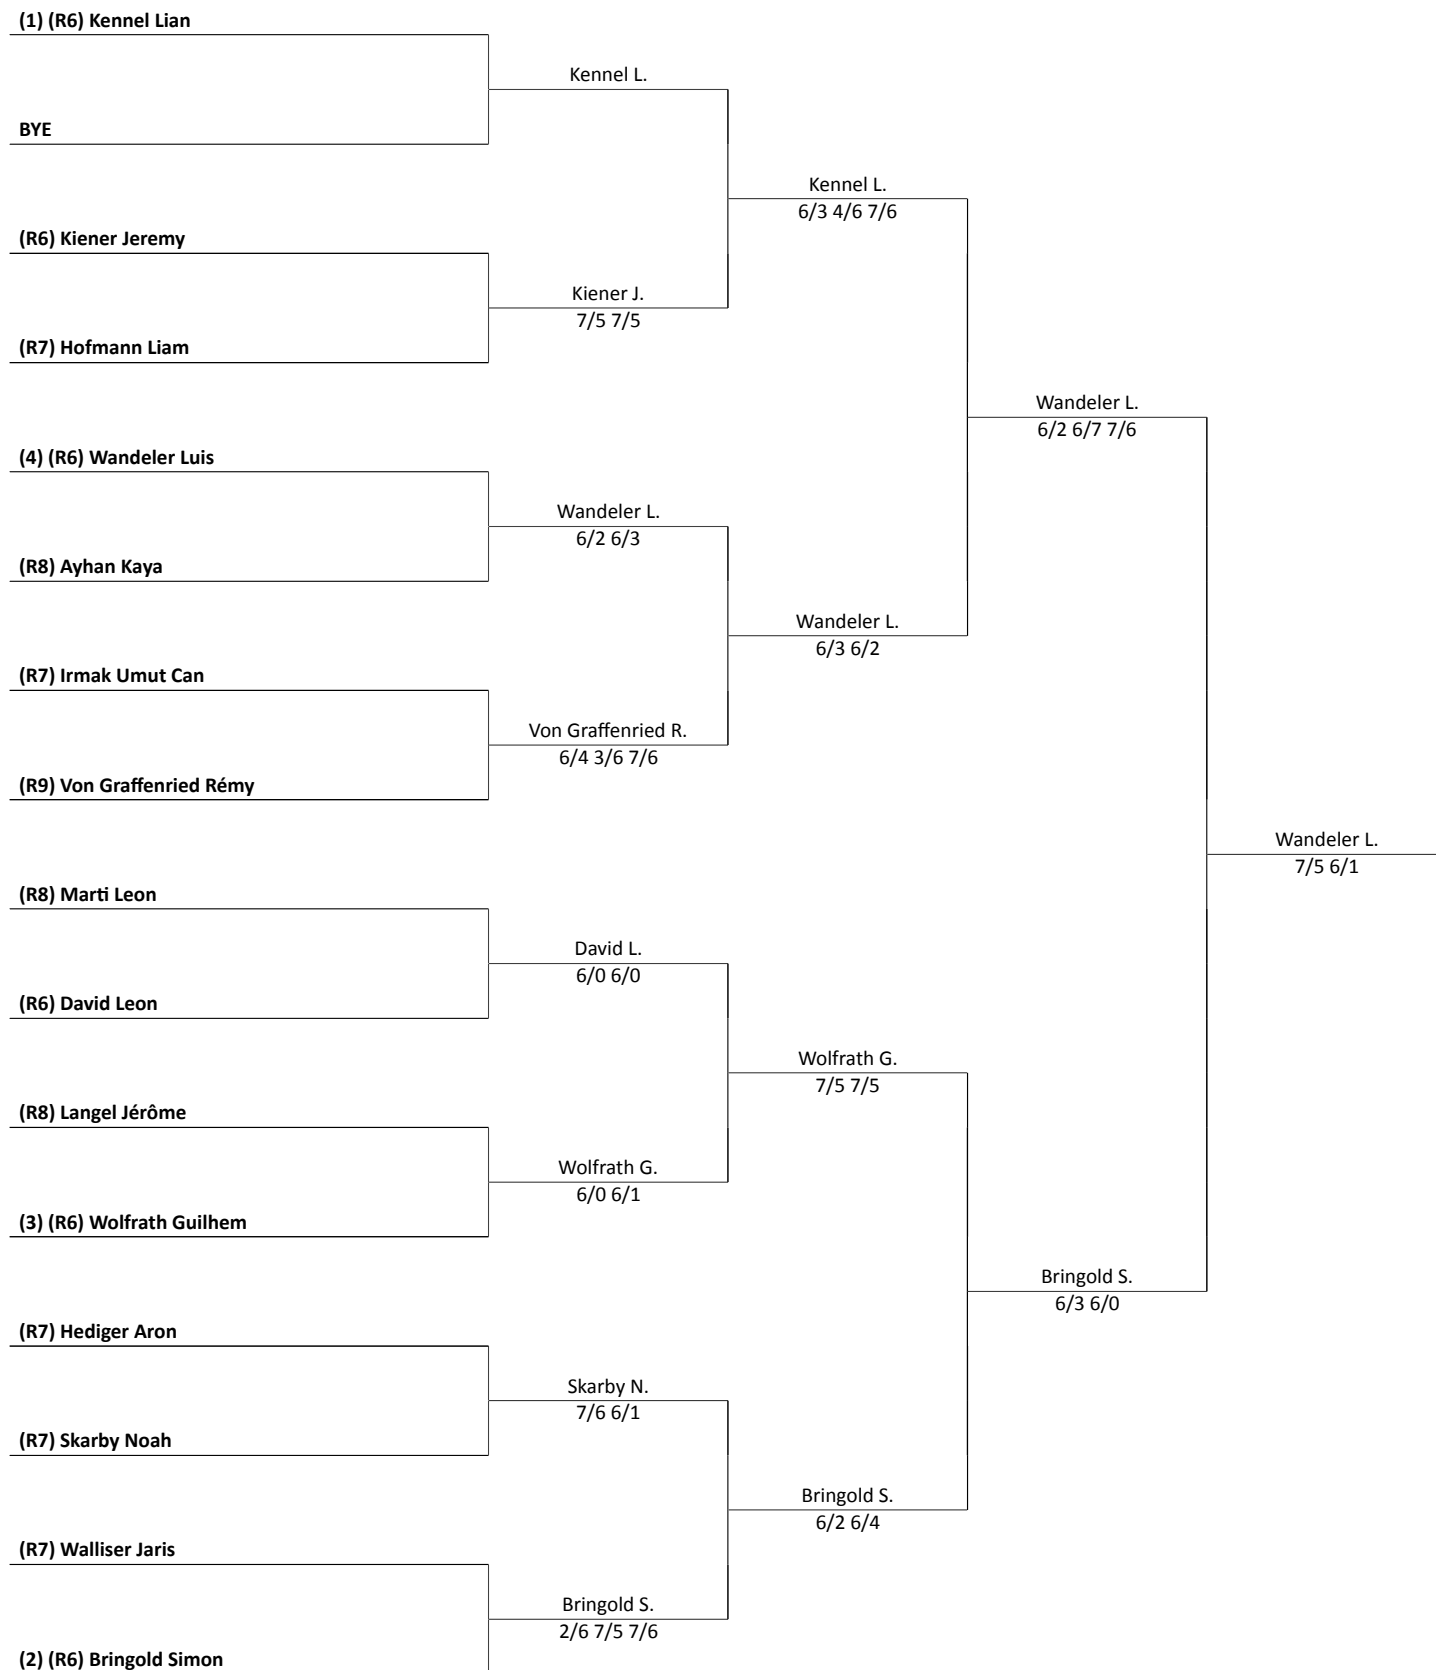 (1) (R6) Kennel Lian
Kennel L.
BYE
Kennel L.
6/3 4/6 7/6
(R6) Kiener Jeremy
Kiener J.
7/5 7/5
(R7) Hofmann Liam
Wandeler L.
6/2 6/7 7/6
(4) (R6) Wandeler Luis
Wandeler L.
6/2 6/3
(R8) Ayhan Kaya
Wandeler L.
6/3 6/2
(R7) Irmak Umut Can
Von Graffenried R.
6/4 3/6 7/6
(R9) Von Graffenried Rémy
Wandeler L.
7/5 6/1
(R8) Marti Leon
David L.
6/0 6/0
(R6) David Leon
Wolfrath G.
7/5 7/5
(R8) Langel Jérôme
Wolfrath G.
6/0 6/1
(3) (R6) Wolfrath Guilhem
Bringold S.
6/3 6/0
(R7) Hediger Aron
Skarby N.
7/6 6/1
(R7) Skarby Noah
Bringold S.
6/2 6/4
(R7) Walliser Jaris
Bringold S.
2/6 7/5 7/6
(2) (R6) Bringold Simon